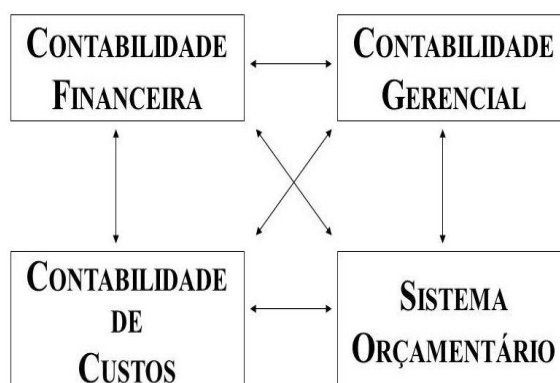 CONTABILIDADE
FINANCEIRA
CONTABILIDADE
GERENCIAL
CONTABILIDADE
DE
CUSTOS
SISTEMA
ORÇAMENTÁRIO